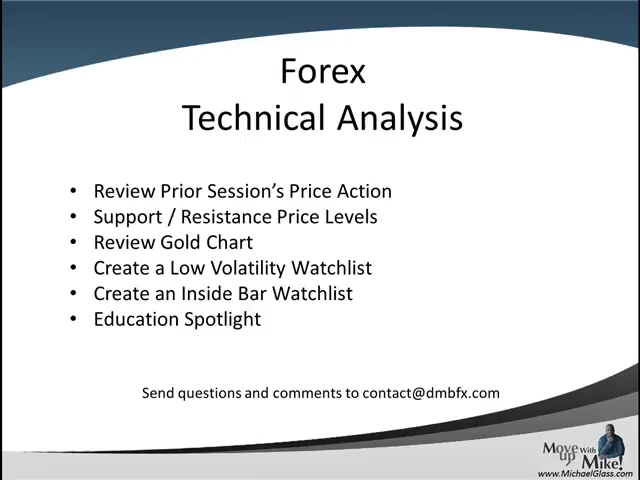 Forex
Technical Analysis
• Review Prior Session's Price Action
• Support / Resistance Price Levels
• Review Gold Chart
• Create a Low Volatility Watchlist
• Create an Inside Bar Watchlist
• Education Spotlight
Send questions and comments to contact@dmbfx.com
Move up With Mike!
www.MichaelGlass.com